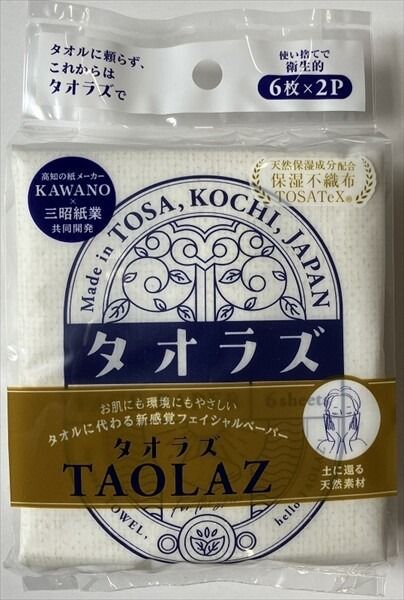 タオルに頼らず、
これからは
タオラズで
使い捨てで
衛生的
6枚×2P
高知の紙メーカー
KAWANO
×
三昭紙業
共同開発
天然保湿成分配合
保湿不織布
TOSATeX®
Made in TOSA, KOCHI, JAPAN
タオラズ
6 sheets
お肌にも環境にもやさしい
タオルに代わる新感覚フェイシャルペーパー
タオラズ
TAOLAZ
土に還る
天然素材
OWEL,
hello